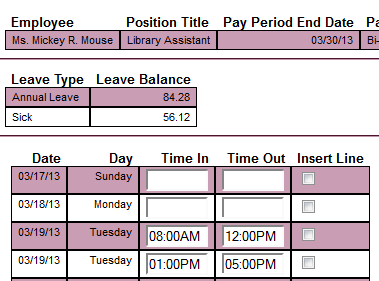 Employee Position Title Pay Period End Date Pa
Ms. Mickey R. Mouse Library Assistant 03/30/13 Bi-
Leave Type Leave Balance
Annual Leave 84.28
Sick 56.12
Date Day Time In Time Out Insert Line
03/17/13 Sunday
03/18/13 Monday
03/19/13 Tuesday 08:00AM 12:00PM
03/19/13 Tuesday 01:00PM 05:00PM